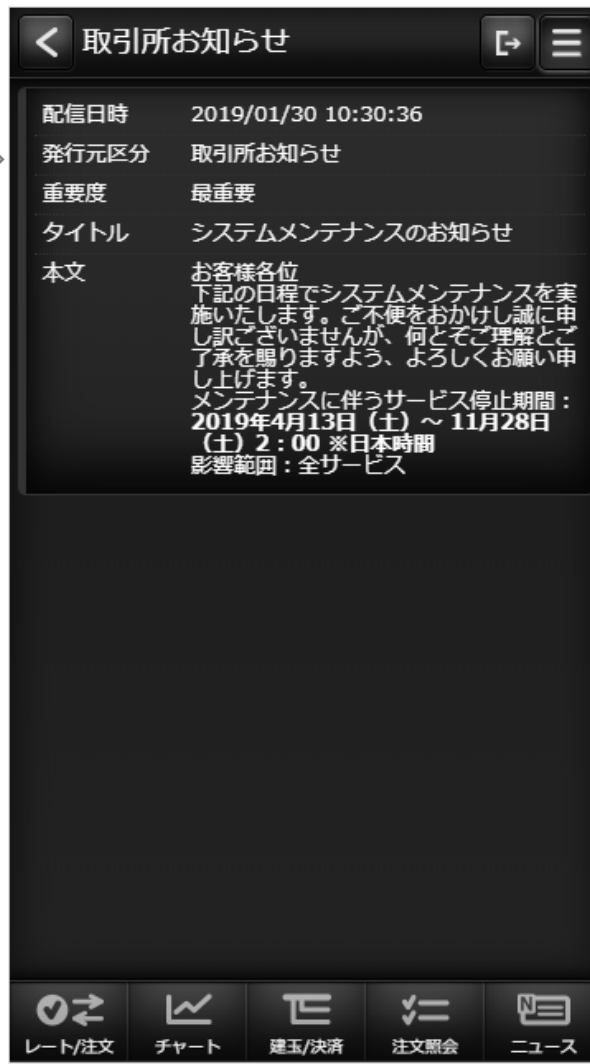 取引所お知らせ
配信日時 2019/01/30 10:30:36
発行元区分 取引所お知らせ
重要度 最重要
タイトル システムメンテナンスのお知らせ
本文 お客様各位
下記の日程でシステムメンテナンスを実
施いたします。ご不便をおかけし誠に申
し訳ございませんが、何とぞご理解とご
了承を賜りますよう、よろしくお願い申
し上げます。
メンテナンスに伴うサービス停止期間：
2019年4月13日（土）～ 11月28日
（土）2：00 ※日本時間
影響範囲：全サービス
レート/注文 チャート 建玉/決済 注文照会 ニュース